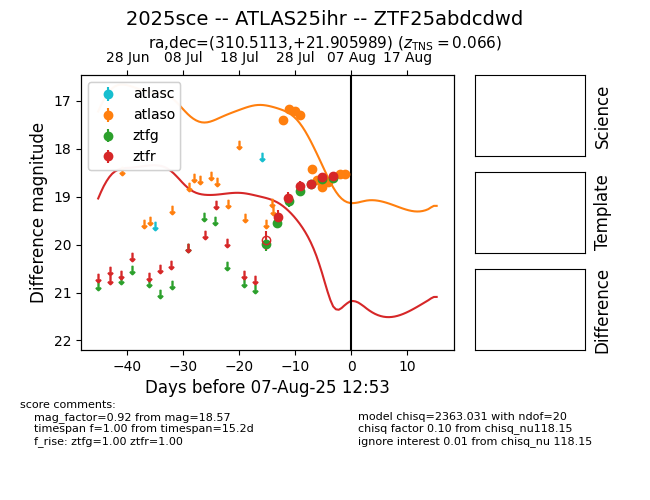 2025sce -- ATLAS25ihr -- ZTF25abdcdwd
ra,dec=(310.5113,+21.905989) (zTNS = 0.066)
28 Jun 08 Jul 18 Jul 28 Jul 07 Aug 17 Aug
atlasc
atlaso
ztfg
ztfr
17
18
19
20
21
22
Difference magnitude
−40 −30 −20 −10 0 10
Days before 07-Aug-25 12:53
Science
Template
Difference
score comments:
mag_factor=0.92 from mag=18.57
timespan f=1.00 from timespan=15.2d
f_rise: ztfg=1.00 ztfr=1.00
model chisq=2363.031 with ndof=20
chisq factor 0.10 from chisq_nu118.15
ignore interest 0.01 from chisq_nu 118.15